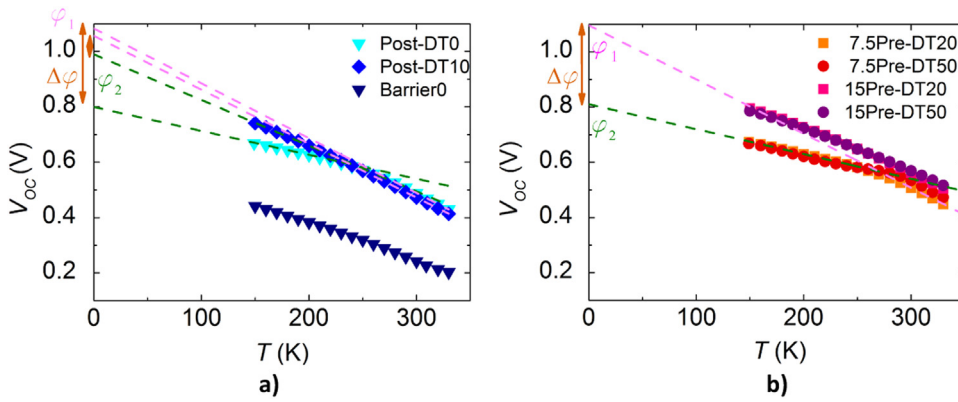 φ1
Δφ
φ2
1.0
0.8
0.6
0.4
0.2
VOC (V)
Post-DT0
Post-DT10
Barrier0
0 100 200 300
T (K)
a)
Δφ
φ1
φ2
1.0
0.8
0.6
0.4
0.2
VOC (V)
7.5Pre-DT20
7.5Pre-DT50
15Pre-DT20
15Pre-DT50
0 100 200 300
T (K)
b)